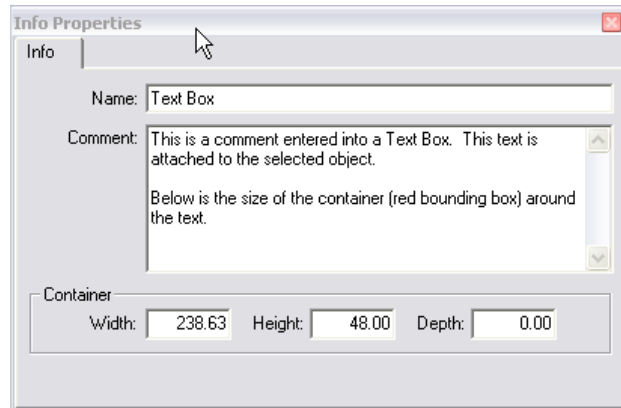 Info Properties
Info
Name: Text Box
Comment: This is a comment entered into a Text Box.  This text is
attached to the selected object.
Below is the size of the container (red bounding box) around
the text.
Container
Width: 238.63 Height: 48.00 Depth: 0.00